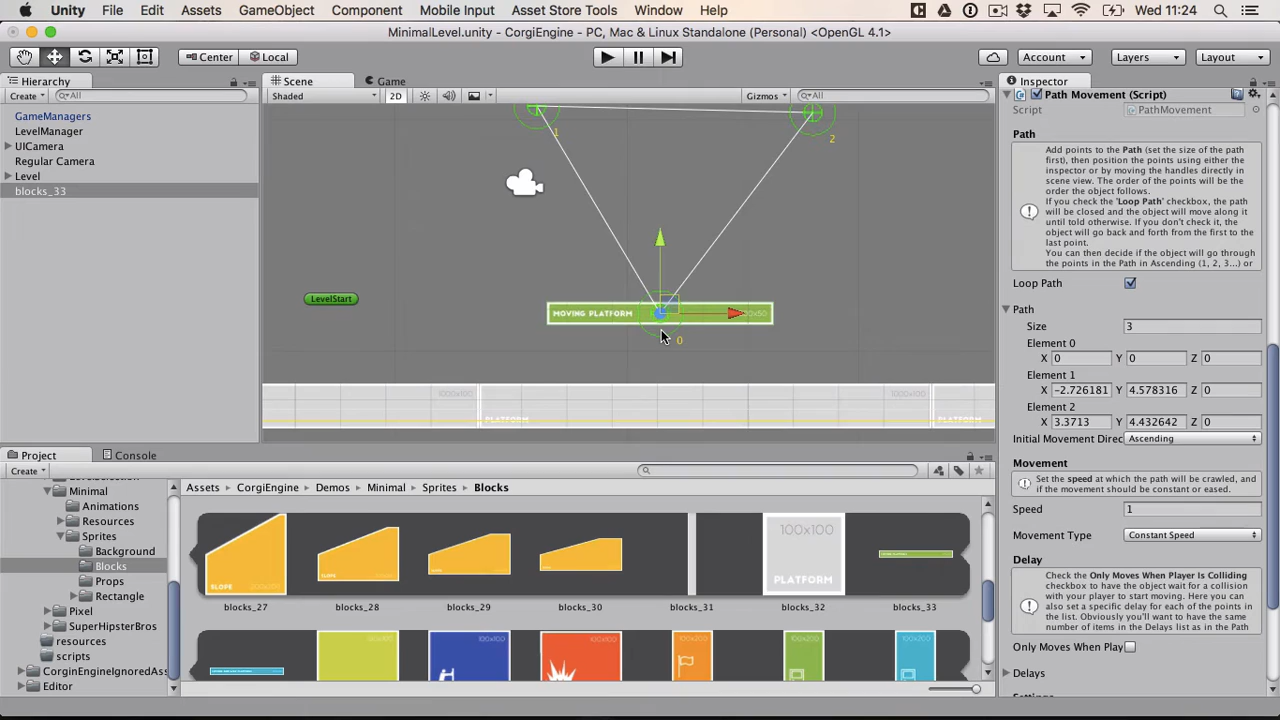 Unity File Edit Assets GameObject Component Mobile Input Asset Store Tools Window Help Wed 11:24
MinimalLevel.unity - CorgiEngine - PC, Mac & Linux Standalone (Personal) <OpenGL 4.1>
Center Local Account Layers Layout
Hierarchy
Create All
GameManagers
LevelManager
UICamera
Regular Camera
Level
blocks_33
Scene Game
Shaded 2D Gizmos All
1
2
LevelStart
MOVING PLATFORM
0
1000x100 1000x100
PLATFORM PLATFORM
Inspector
Path Movement (Script)
Script PathMovement
Path
Add points to the Path (set the size of the path
first), then position the points using either the
inspector or by moving the handles directly
in scene view. The order of the points will be
the order the object follows.
If you check the 'Loop Path' checkbox, the
path will be closed and the object will move along it
until told otherwise. If you don't check it, the
object will go back and forth from the first to the
last point.
You can then decide if the object will go through
the points in the Path in Ascending (1, 2, 3...) or
Loop Path
Path
Size 3
Element 0
X 0 Y 0 Z 0
Element 1
X -2.726181 Y 4.578316 Z 0
Element 2
X 3.3713 Y 4.432642 Z 0
Initial Movement Direc Ascending
Movement
Set the speed at which the path will be crawled, and
if the movement should be constant or eased.
Speed 1
Movement Type Constant Speed
Delay
Check the Only Moves When Player Is Colliding
checkbox to have the object wait for a collision
with your player to start moving. Here you can
also set a specific delay for each of the points in
the list. Obviously you'll want to have the
same number of items in the Delays list as in the Path
Only Moves When Play
Delays
Settings
Project Console
Create
Minimal
Animations
Resources
Sprites
Background
Blocks
Props
Rectangle
Pixel
SuperHipsterBros
resources
scripts
CorgiEngineIgnoredAss
Editor
Assets CorgiEngine Demos Minimal Sprites Blocks
SLOPE
100x100
PLATFORM
blocks_27 blocks_28 blocks_29 blocks_30 blocks_31 blocks_32 blocks_33